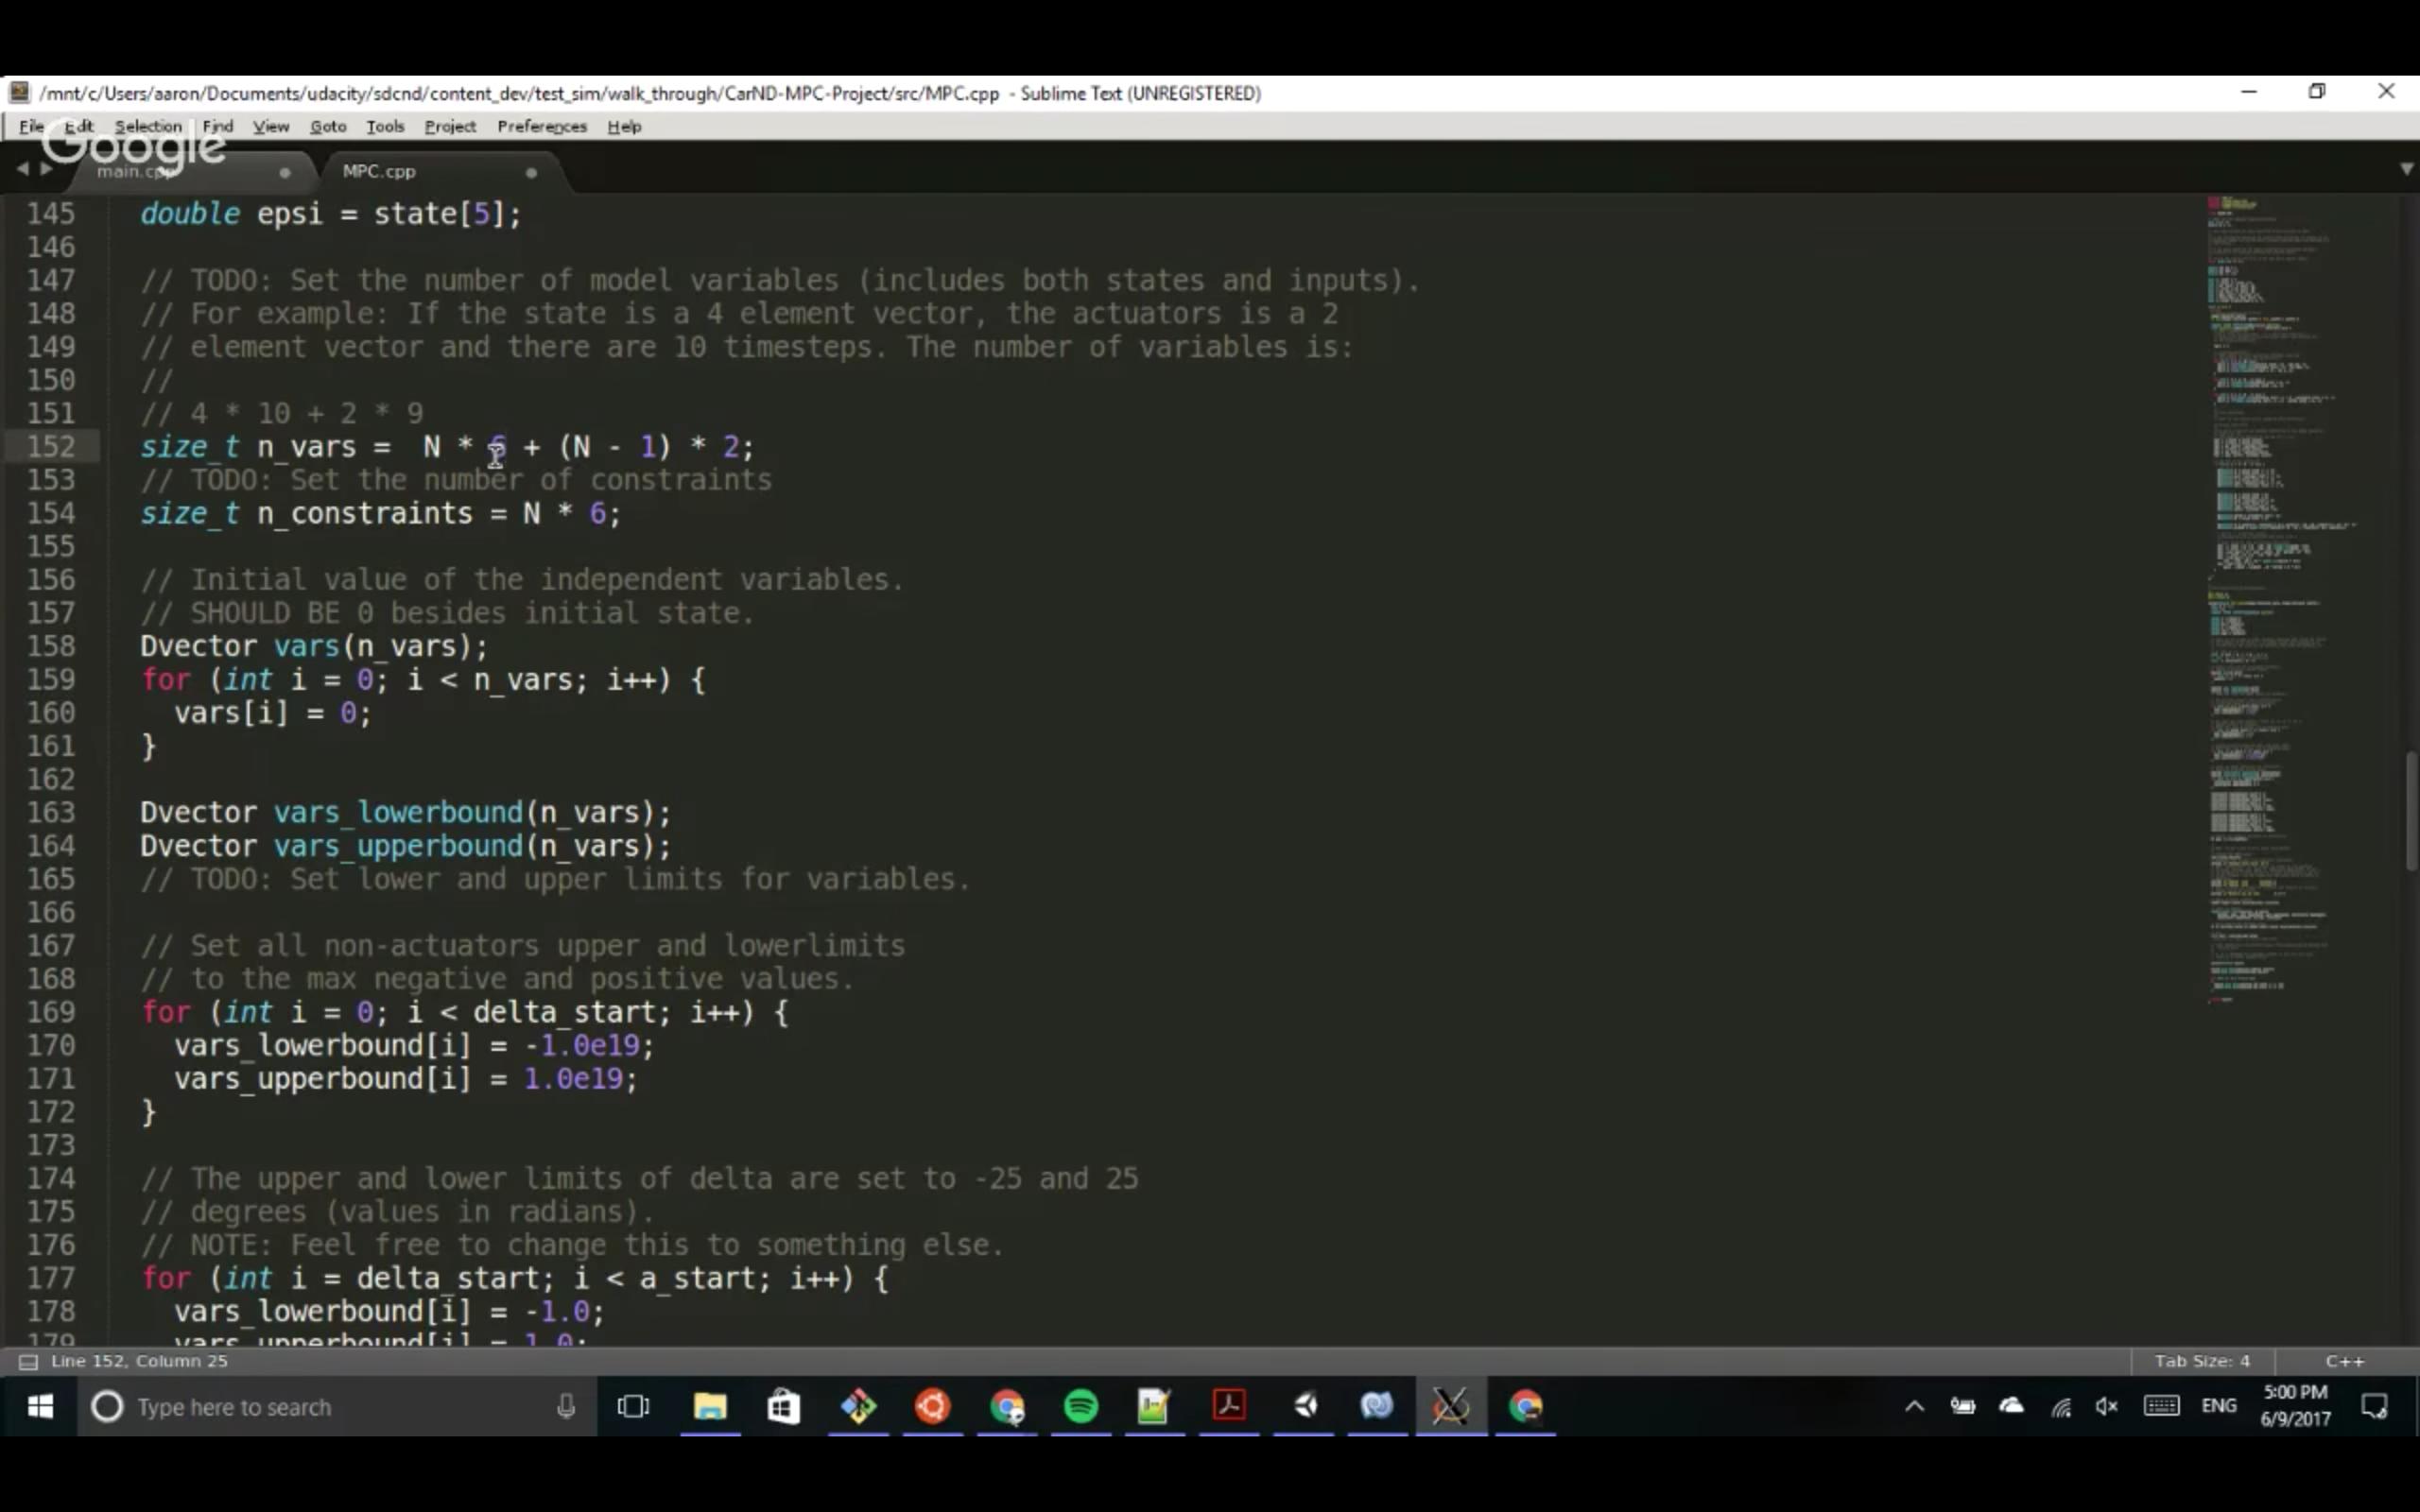 /mnt/c/Users/aaron/Documents/udacity/sdcnd/content_dev/test_sim/walk_through/CarND-MPC-Project/src/MPC.cpp - Sublime Text (UNREGISTERED)
File Edit Selection Find View Goto Tools Project Preferences Help
Google
main.cpp MPC.cpp
145 double epsi = state[5];
146
147 // TODO: Set the number of model variables (includes both states and inputs).
148 // For example: If the state is a 4 element vector, the actuators is a 2
149 // element vector and there are 10 timesteps. The number of variables is:
150 //
151 // 4 * 10 + 2 * 9
152 size_t n_vars =  N * 6 + (N - 1) * 2;
153 // TODO: Set the number of constraints
154 size_t n_constraints = N * 6;
155
156 // Initial value of the independent variables.
157 // SHOULD BE 0 besides initial state.
158 Dvector vars(n_vars);
159 for (int i = 0; i < n_vars; i++) {
160   vars[i] = 0;
161 }
162
163 Dvector vars_lowerbound(n_vars);
164 Dvector vars_upperbound(n_vars);
165 // TODO: Set lower and upper limits for variables.
166
167 // Set all non-actuators upper and lowerlimits
168 // to the max negative and positive values.
169 for (int i = 0; i < delta_start; i++) {
170   vars_lowerbound[i] = -1.0e19;
171   vars_upperbound[i] = 1.0e19;
172 }
173
174 // The upper and lower limits of delta are set to -25 and 25
175 // degrees (values in radians).
176 // NOTE: Feel free to change this to something else.
177 for (int i = delta_start; i < a_start; i++) {
178   vars_lowerbound[i] = -1.0;
179   vars_upperbound[i] = 1.0;
Line 152, Column 25 Tab Size: 4 C++
Type here to search ENG 5:00 PM
6/9/2017